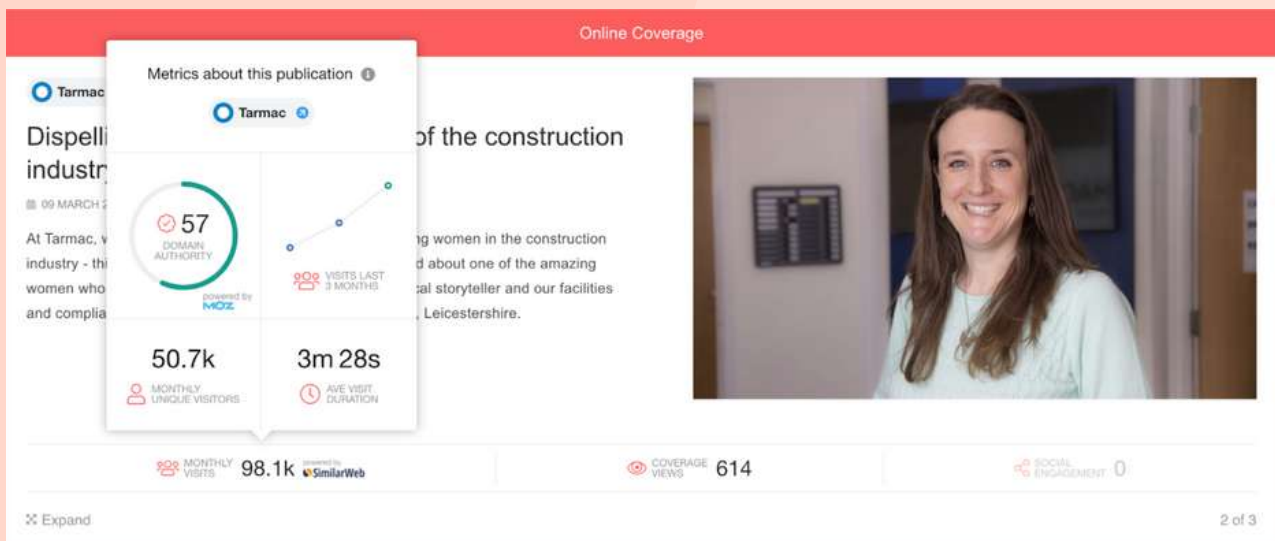 Online Coverage
Metrics about this publication
Tarmac
Tarmac
Dispelli
of the construction
industry
09 MARCH 2
57
DOMAIN
AUTHORITY
powered by
MOZ
VISITS LAST
3 MONTHS
At Tarmac, w
ng women in the construction
industry - thi
d about one of the amazing
women who
cal storyteller and our facilities
and complia
, Leicestershire.
50.7k
MONTHLY
UNIQUE VISITORS
3m 28s
AVE VISIT
DURATION
MONTHLY
VISITS
98.1k
powered by
SimilarWeb
COVERAGE
VIEWS
614
SOCIAL
ENGAGEMENT
0
Expand
2 of 3